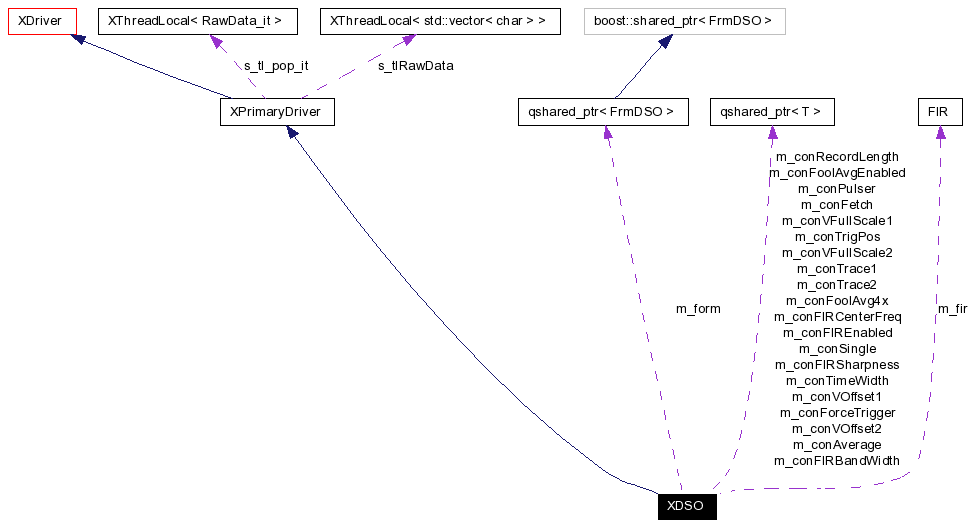 XDriver
XThreadLocal< RawData_it >
XThreadLocal< std::vector< char > >
boost::shared_ptr< FrmDSO >
s_tl_pop_it
s_tlRawData
XPrimaryDriver
qshared_ptr< FrmDSO >
qshared_ptr< T >
FIR
m_conRecordLength
m_conFoolAvgEnabled
m_conPulser
m_conFetch
m_conVFullScale1
m_conTrigPos
m_conVFullScale2
m_conTrace1
m_conTrace2
m_conFoolAvg4x
m_form
m_fir
m_conFIRCenterFreq
m_conFIREnabled
m_conSingle
m_conFIRSharpness
m_conTimeWidth
m_conVOffset1
m_conForceTrigger
m_conVOffset2
m_conAverage
m_conFIRBandWidth
XDSO